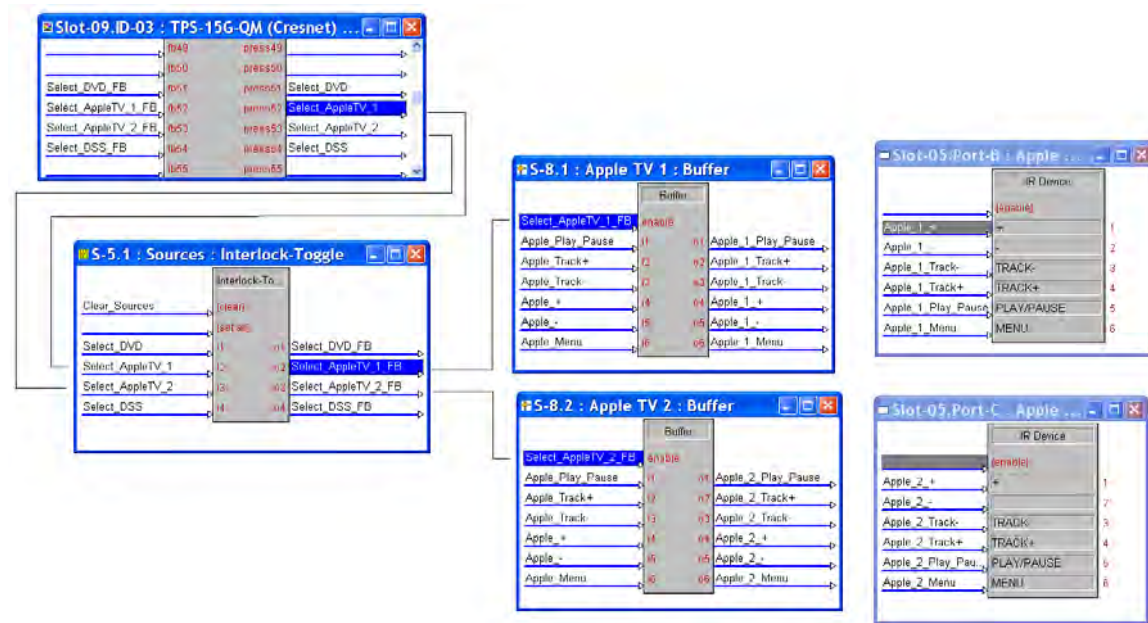 Slot-09.ID-03 : TPS-15G-QM (Cresnet) ...
fb49 press49
fb50 press50
Select_DVD_FB fb51 press51 Select_DVD
Select_AppleTV_1_FB fb52 press52 Select_AppleTV_1
Select_AppleTV_2_FB fb53 press53 Select_AppleTV_2
Select_DSS_FB fb54 press54 Select_DSS
fb55 press55
S-5.1 : Sources : Interlock-Toggle
Interlock-To...
Clear_Sources [clear]
[set all]
Select_DVD i1 o1 Select_DVD_FB
Select_AppleTV_1 i2 o2 Select_AppleTV_1_FB
Select_AppleTV_2 i3 o3 Select_AppleTV_2_FB
Select_DSS i4 o4 Select_DSS_FB
S-8.1 : Apple TV 1 : Buffer
Buffer
Select_AppleTV_1_FB enable
Apple_Play_Pause i1 o1 Apple_1_Play_Pause
Apple_Track+ i2 o2 Apple_1_Track+
Apple_Track- i3 o3 Apple_1_Track-
Apple_+ i4 o4 Apple_1_+
Apple_- i5 o5 Apple_1_-
Apple_Menu i6 o6 Apple_1_Menu
S-8.2 : Apple TV 2 : Buffer
Buffer
Select_AppleTV_2_FB enable
Apple_Play_Pause i1 o1 Apple_2_Play_Pause
Apple_Track+ i2 o2 Apple_2_Track+
Apple_Track- i3 o3 Apple_2_Track-
Apple_+ i4 o4 Apple_2_+
Apple_- i5 o5 Apple_2_-
Apple_Menu i6 o6 Apple_2_Menu
Slot-05.Port-B : Apple ...
IR Device
[enable]
Apple_1_+ + 1
Apple_1_ - 2
Apple_1_Track- TRACK- 3
Apple_1_Track+ TRACK+ 4
Apple_1_Play_Pause PLAY/PAUSE 5
Apple_1_Menu MENU 6
Slot-05.Port-C Apple ...
IR Device
[enable]
Apple_2_+ + 1
Apple_2_- 2
Apple_2_Track- TRACK- 3
Apple_2_Track+ TRACK+ 4
Apple_2_Play_Pau... PLAY/PAUSE 5
Apple_2_Menu MENU 6